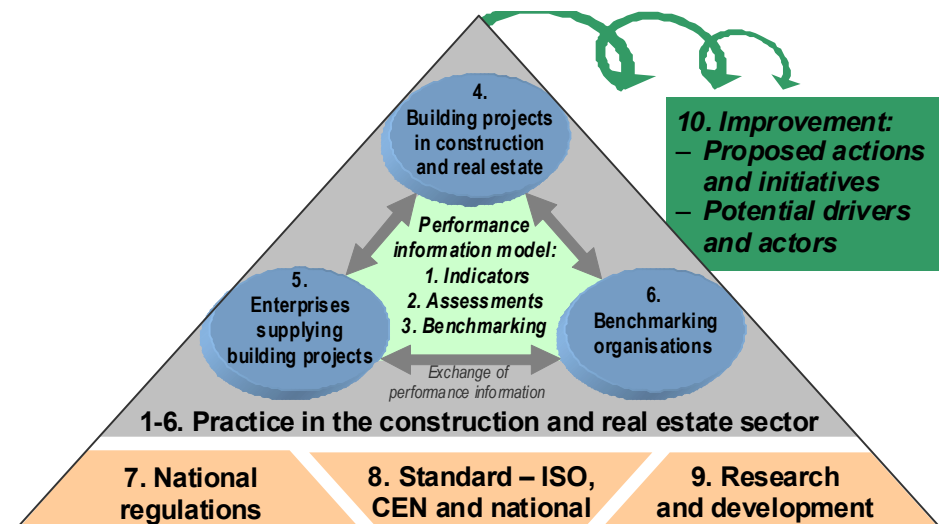 4.
Building projects
in construction
and real estate
10. Improvement:
– Proposed actions
and initiatives
– Potential drivers
and actors
Performance
information model:
1. Indicators
2. Assessments
3. Benchmarking
5.
Enterprises
supplying
building projects
6.
Benchmarking
organisations
Exchange of
performance information
1-6. Practice in the construction and real estate sector
7. National
regulations
8. Standard – ISO,
CEN and national
9. Research
and development